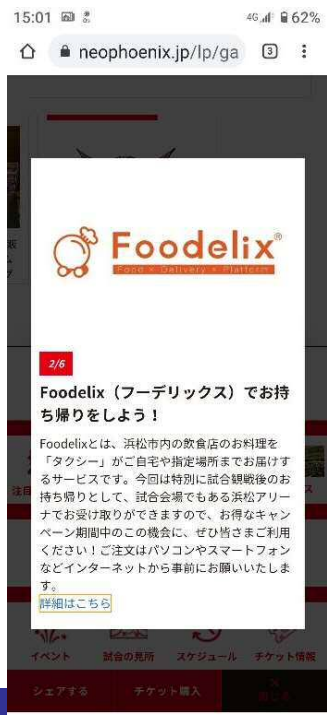 15:01
4G 62%
neophoenix.jp/lp/ga
3
Foodelix®
Food × Delivery × Platform
2/6
Foodelix（フーデリックス）でお持
ち帰りをしよう！
Foodelixとは、浜松市内の飲食店のお料理を
「タクシー」がご自宅や指定場所までお届けす
るサービスです。今回は特別に試合観戦後のお
持ち帰りとして、試合会場でもある浜松アリー
ナでお受け取りができますので、お得なキャン
ペーン期間中のこの機会に、ぜひ皆さまご利用
ください！ご注文はパソコンやスマートフォン
などインターネットから事前にお願いいたしま
す。
詳細はこちら
イベント 試合の見所 スケジュール チケット情報
シェアする チケット購入 閉じる